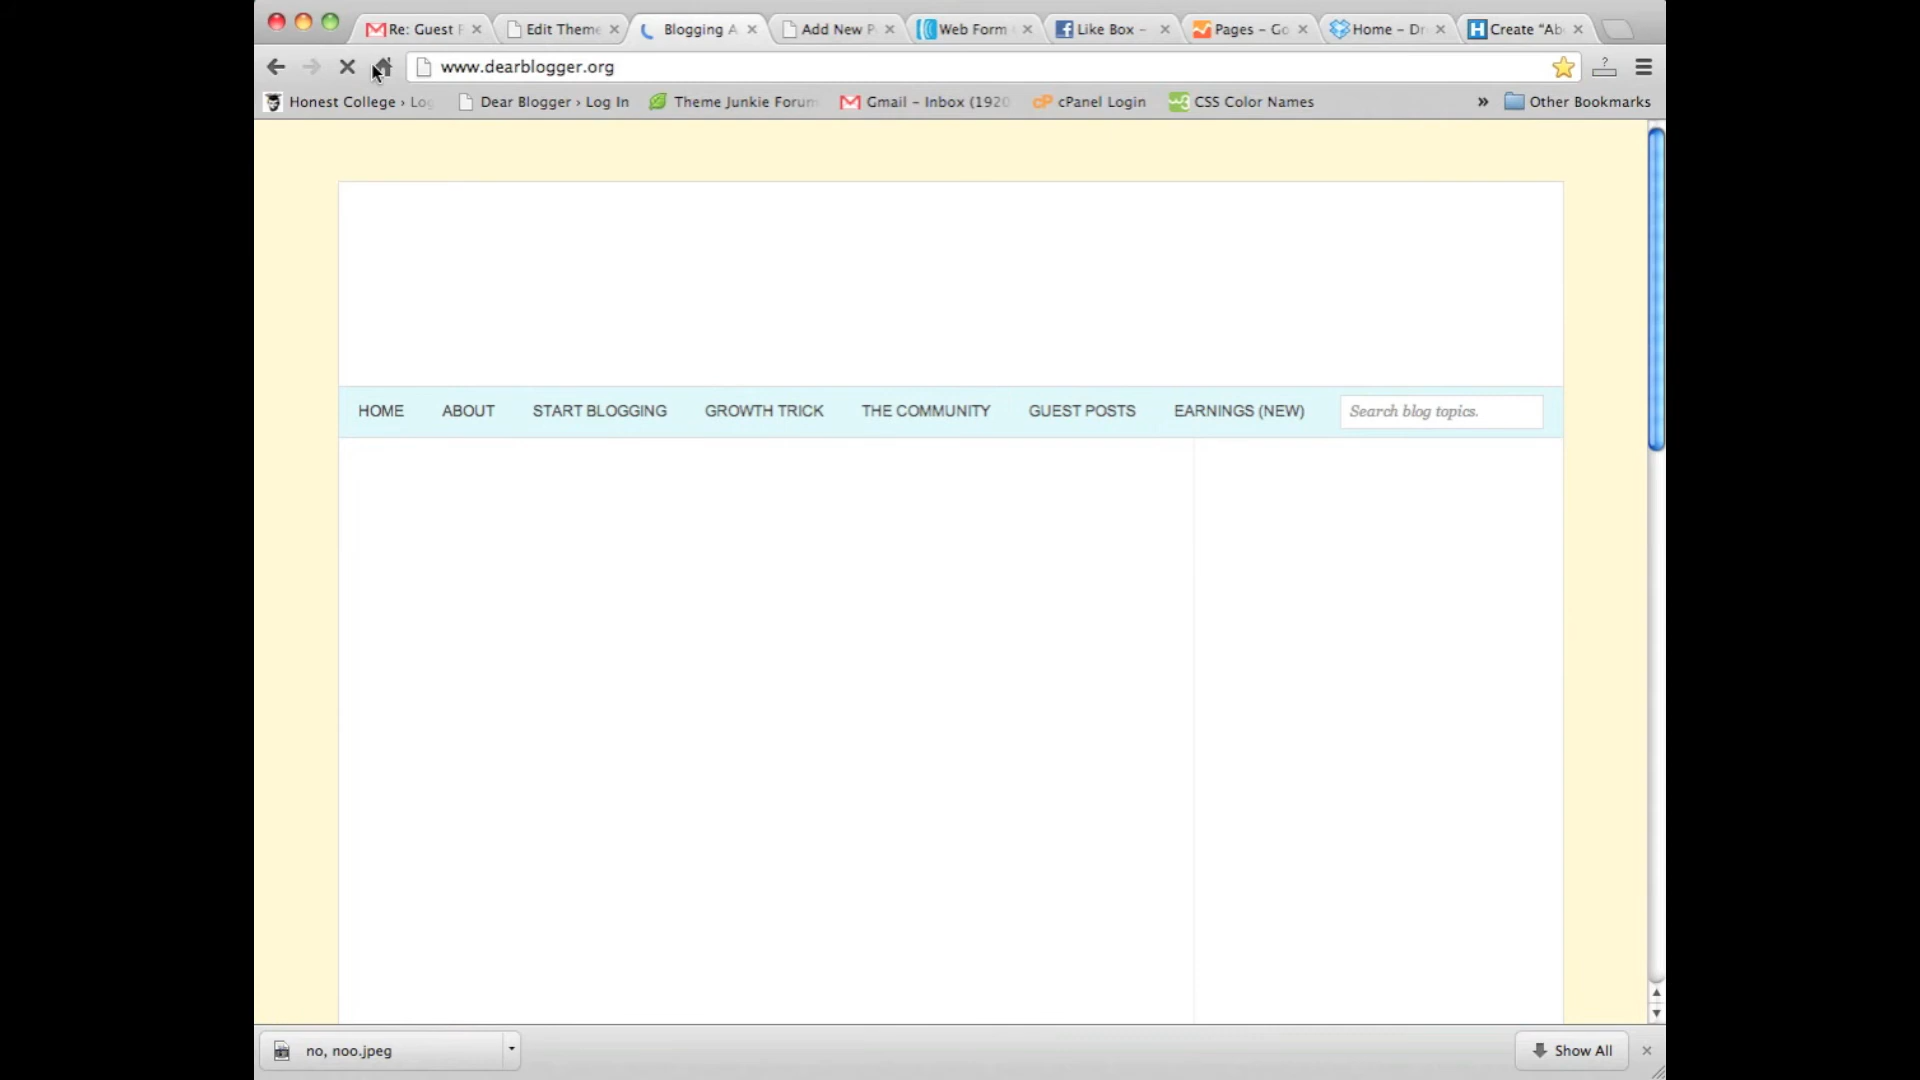 Re: Guest
Edit Theme
Blogging A
Add New P
Web Form
Like Box –
Pages – Go
Home – Dr
Create "Ab
www.dearblogger.org
?
Honest College › Log
Dear Blogger › Log In
Theme Junkie Forum
Gmail – Inbox (1920
cP cPanel Login
w3 CSS Color Names
»
Other Bookmarks
HOME
ABOUT
START BLOGGING
GROWTH TRICK
THE COMMUNITY
GUEST POSTS
EARNINGS (NEW)
Search blog topics.
no, noo.jpeg
Show All